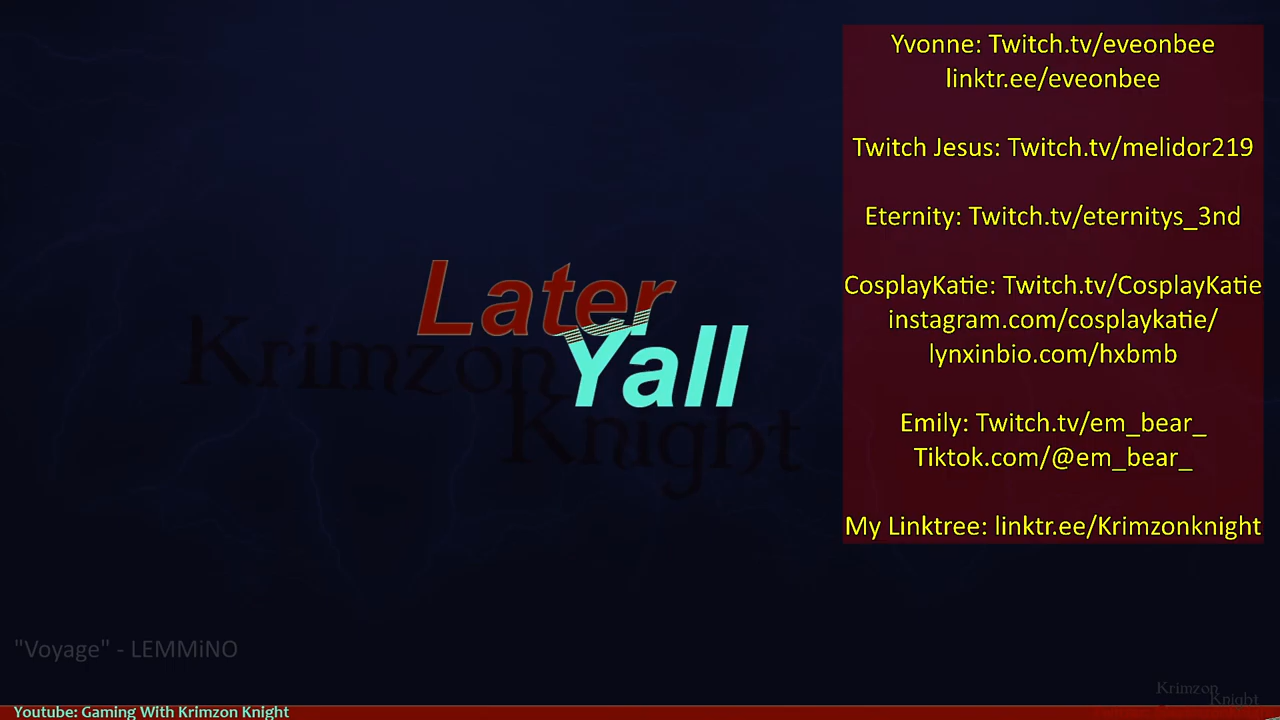 Yvonne: Twitch.tv/eveonbee
linktr.ee/eveonbee
Twitch Jesus: Twitch.tv/melidor219
Eternity: Twitch.tv/eternitys_3nd
CosplayKatie: Twitch.tv/CosplayKatie
instagram.com/cosplaykatie/
lynxinbio.com/hxbmb
Emily: Twitch.tv/em_bear_
Tiktok.com/@em_bear_
My Linktree: linktr.ee/Krimzonknight
Later
Yall
Krimzon
Knight
"Voyage" - LEMMiNO
Krimzon
Knight
Youtube: Gaming With Krimzon Knight